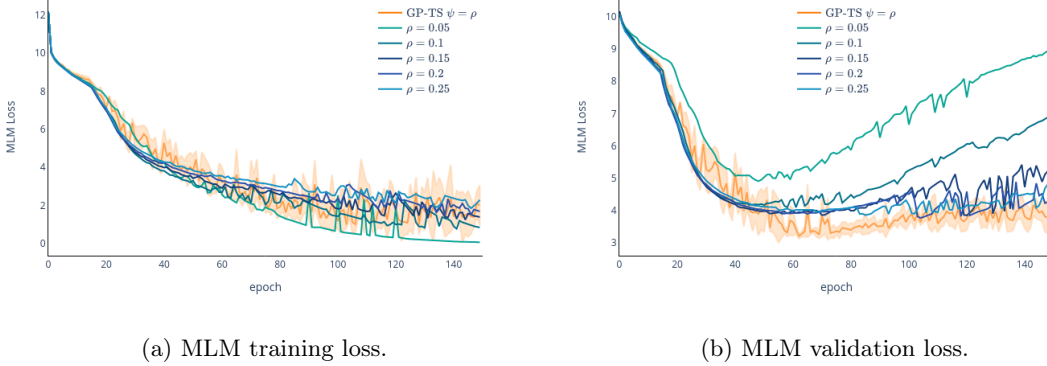 12
10
8
6
4
2
0
MLM Loss
0
20
40
60
80
100
120
140
epoch
GP-TS ψ = ρ
ρ = 0.05
ρ = 0.1
ρ = 0.15
ρ = 0.2
ρ = 0.25
(a) MLM training loss.
10
9
8
7
6
5
4
3
MLM Loss
0
20
40
60
80
100
120
140
epoch
GP-TS ψ = ρ
ρ = 0.05
ρ = 0.1
ρ = 0.15
ρ = 0.2
ρ = 0.25
(b) MLM validation loss.